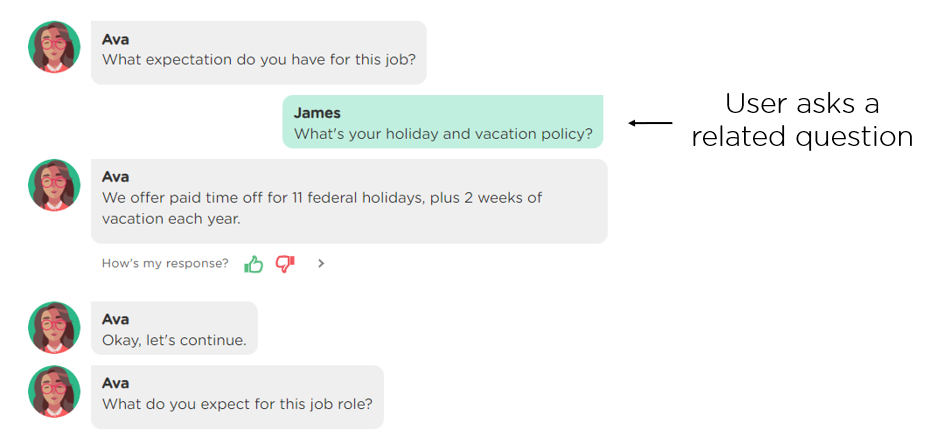 Ava
What expectation do you have for this job?
James
What's your holiday and vacation policy?
User asks a
related question
Ava
We offer paid time off for 11 federal holidays, plus 2 weeks of
vacation each year.
How's my response?
Ava
Okay, let's continue.
Ava
What do you expect for this job role?